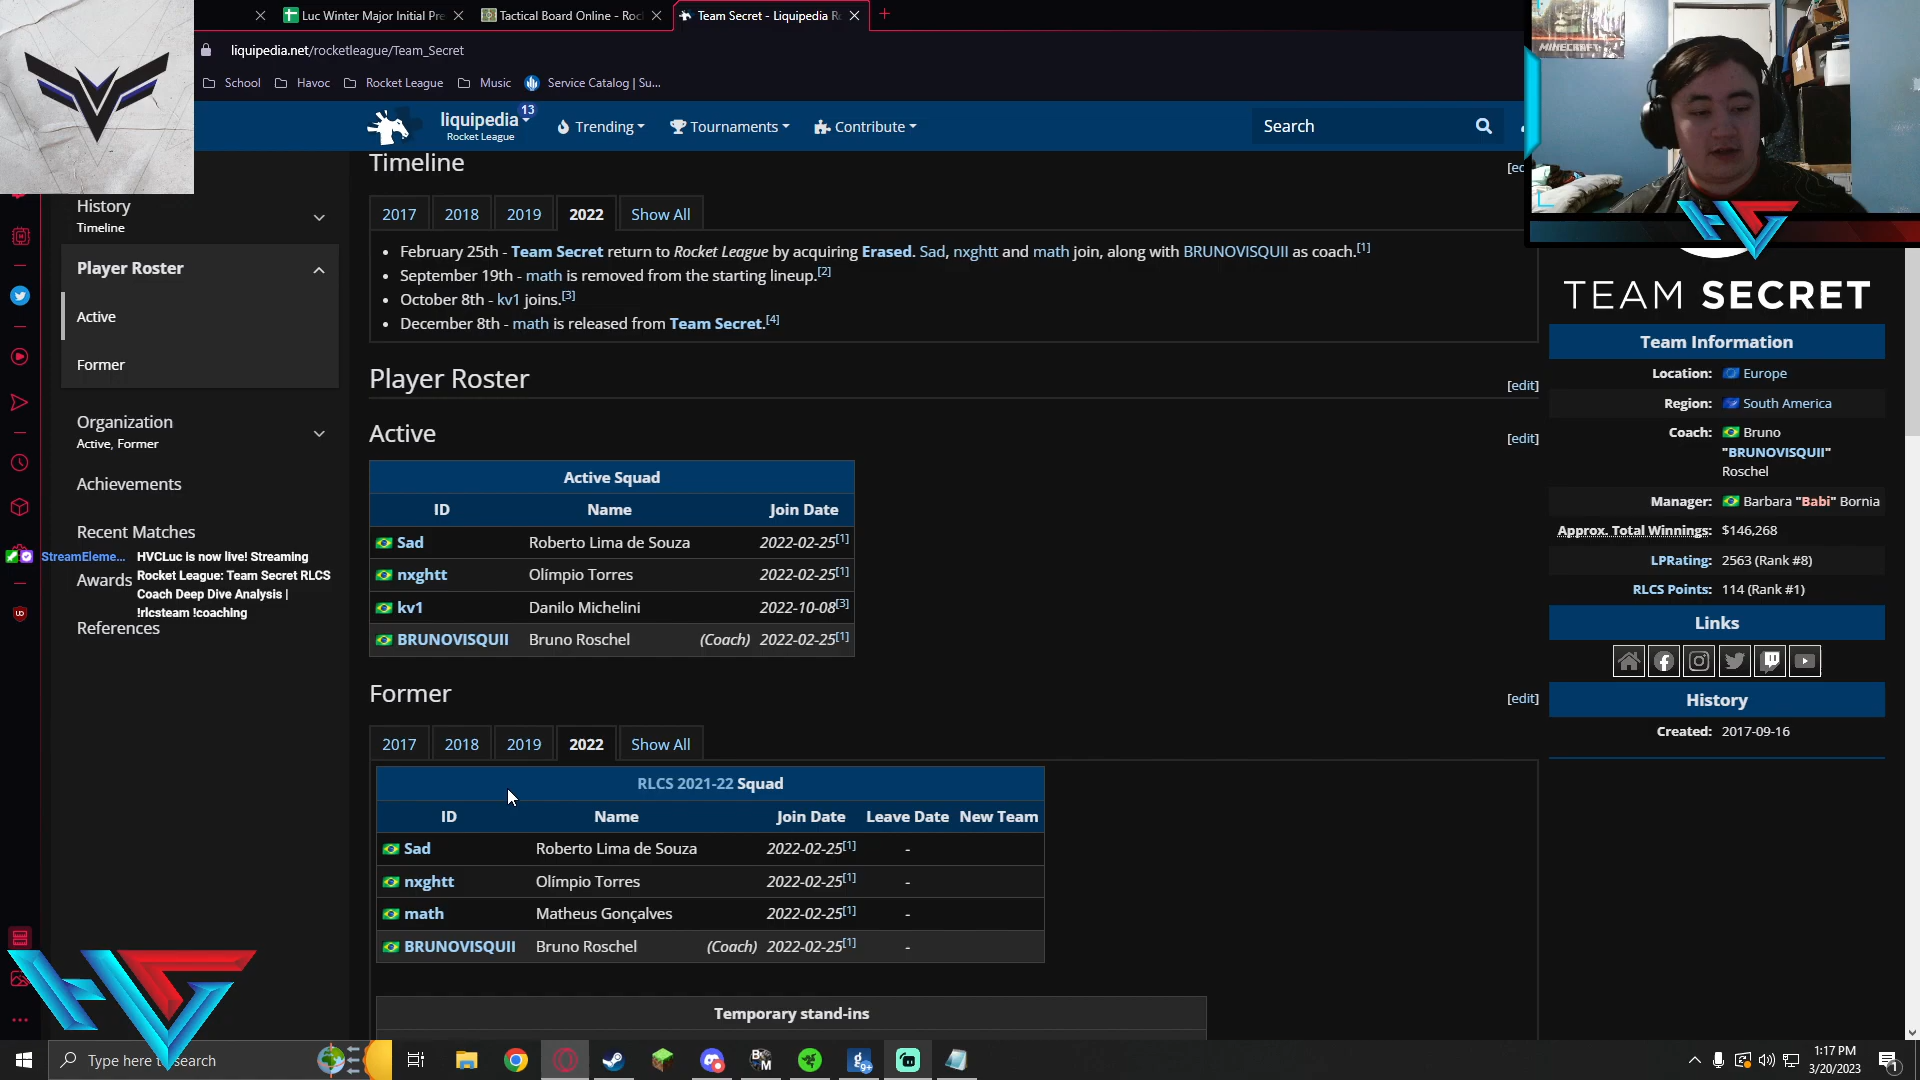 Luc Winter Major Initial Pre
Tactical Board Online - Roc
Team Secret - Liquipedia Ro
liquipedia.net/rocketleague/Team_Secret
School
Havoc
Rocket League
Music
Service Catalog | Su...
MINECRAFT
liquipedia
13
Rocket League
Trending
Tournaments
Contribute
Search
Timeline
[ed
2017
2018
2019
2022
Show All
February 25th - Team Secret return to Rocket League by acquiring Erased. Sad, nxghtt and math join, along with BRUNOVISQUII as coach.[1]
September 19th - math is removed from the starting lineup.[2]
October 8th - kv1 joins.[3]
December 8th - math is released from Team Secret.[4]
History
Timeline
Player Roster
Active
Former
Organization
Active, Former
Achievements
Recent Matches
Awards
References
StreamEleme...
HVCLuc is now live! Streaming
Rocket League: Team Secret RLCS
Coach Deep Dive Analysis |
!rlcsteam !coaching
Player Roster
[edit]
Active
[edit]
Active Squad
ID Name Join Date
Sad Roberto Lima de Souza 2022-02-25[1]
nxghtt Olímpio Torres 2022-02-25[1]
kv1 Danilo Michelini 2022-10-08[3]
BRUNOVISQUII Bruno Roschel (Coach) 2022-02-25[1]
Former
[edit]
2017
2018
2019
2022
Show All
RLCS 2021-22 Squad
ID Name Join Date Leave Date New Team
Sad Roberto Lima de Souza 2022-02-25[1] -
nxghtt Olímpio Torres 2022-02-25[1] -
math Matheus Gonçalves 2022-02-25[1] -
BRUNOVISQUII Bruno Roschel (Coach) 2022-02-25[1] -
Temporary stand-ins
TEAM SECRET
Team Information
Location: Europe
Region: South America
Coach: Bruno
"BRUNOVISQUII"
Roschel
Manager: Barbara "Babi" Bornia
Approx. Total Winnings: $146,268
LPRating: 2563 (Rank #8)
RLCS Points: 114 (Rank #1)
Links
History
Created: 2017-09-16
Type here to search
1:17 PM
3/20/2023